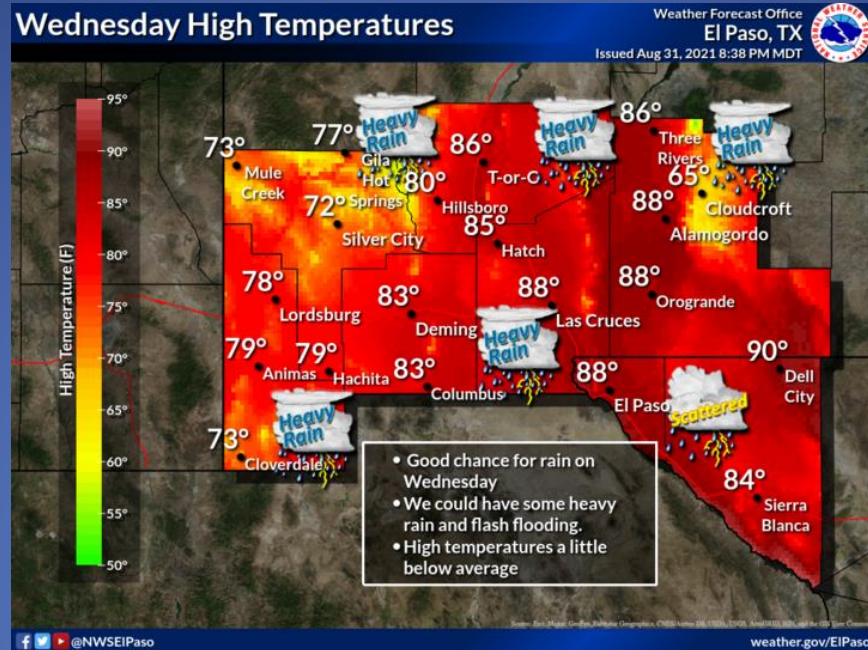 Wednesday High Temperatures
Weather Forecast Office
El Paso, TX
Issued Aug 31, 2021 8:38 PM MDT
High Temperature (F)
95°
90°
85°
80°
75°
70°
65°
60°
55°
50°
73°
Mule
Creek
77°
Gila
Hot
Springs
Heavy
Rain
72°
Silver City
80°
Hillsboro
86°
T-or-C
Heavy
Rain
86°
Three
Rivers
Heavy
Rain
65°
Cloudcroft
88°
Alamogordo
85°
Hatch
78°
Lordsburg
83°
Deming
88°
Las Cruces
88°
Orogrande
Heavy
Rain
79°
Animas
79°
Hachita
83°
Columbus
88°
El Paso
90°
Dell
City
Scattered
73°
Cloverdale
Heavy
Rain
84°
Sierra
Blanca
• Good chance for rain on
Wednesday
• We could have some heavy
rain and flash flooding.
• High temperatures a little
below average
@NWSElPaso
weather.gov/ElPaso